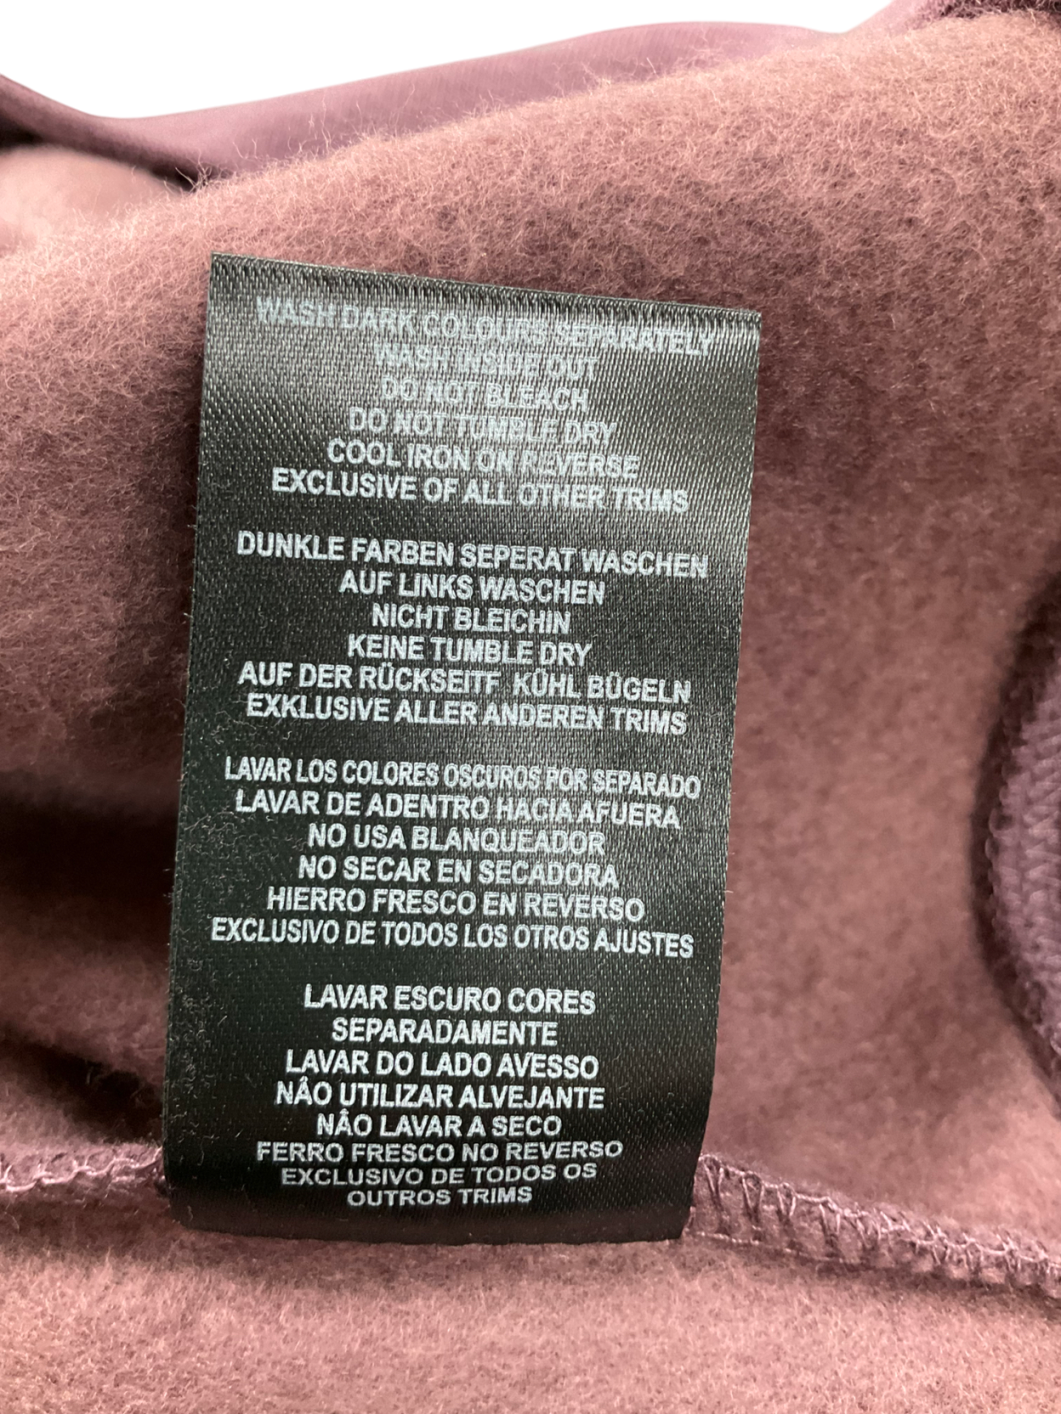 WASH DARK COLOURS SEPARATELY
WASH INSIDE OUT
DO NOT BLEACH
DO NOT TUMBLE DRY
COOL IRON ON REVERSE
EXCLUSIVE OF ALL OTHER TRIMS
DUNKLE FARBEN SEPERAT WASCHEN
AUF LINKS WASCHEN
NICHT BLEICHIN
KEINE TUMBLE DRY
AUF DER RÜCKSEITF KÜHL BÜGELN
EXKLUSIVE ALLER ANDEREN TRIMS
LAVAR LOS COLORES OSCUROS POR SEPARADO
LAVAR DE ADENTRO HACIA AFUERA
NO USA BLANQUEADOR
NO SECAR EN SECADORA
HIERRO FRESCO EN REVERSO
EXCLUSIVO DE TODOS LOS OTROS AJUSTES
LAVAR ESCURO CORES
SEPARADAMENTE
LAVAR DO LADO AVESSO
NÃO UTILIZAR ALVEJANTE
NÃO LAVAR A SECO
FERRO FRESCO NO REVERSO
EXCLUSIVO DE TODOS OS
OUTROS TRIMS